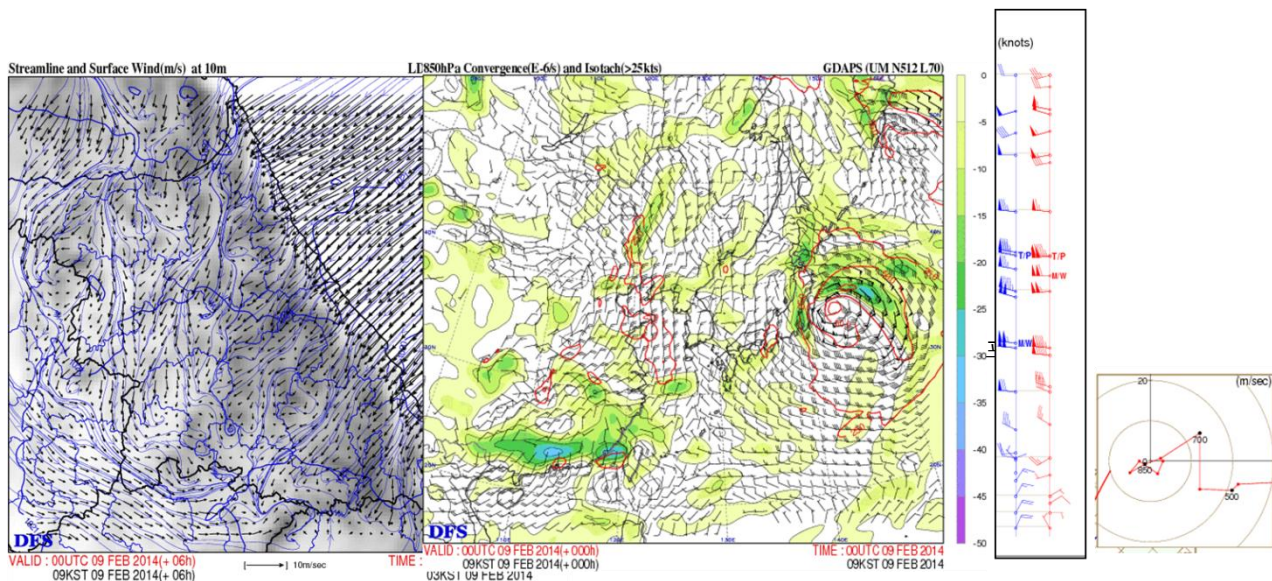 Streamline and Surface Wind(m/s) at 10m
LD850hPa Convergence(E-6/s) and Isotach(>25kts)
GDAPS (UM N512 L70)
(knots)
0
-5
-10
-15
-20
-25
-30
-35
-40
-45
-50
T/P
T/P
M/W
M/W
(m/sec)
20
700
0
850
500
DFS
VALID : 00UTC 09 FEB 2014(+ 06h)
09KST 09 FEB 2014(+ 06h)
10m/sec
TIME :
03KST 09 FEB 2014
DFS
VALID : 00UTC 09 FEB 2014(+ 000h)
09KST 09 FEB 2014(+ 000h)
TIME : 00UTC 09 FEB 2014
09KST 09 FEB 2014